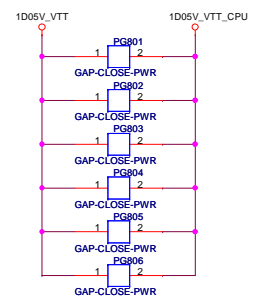 1D05V_VTT 1D05V_VTT_CPU
PG801
1 2
GAP-CLOSE-PWR
PG802
1 2
GAP-CLOSE-PWR
PG803
1 2
GAP-CLOSE-PWR
PG804
1 2
GAP-CLOSE-PWR
PG805
1 2
GAP-CLOSE-PWR
PG806
1 2
GAP-CLOSE-PWR